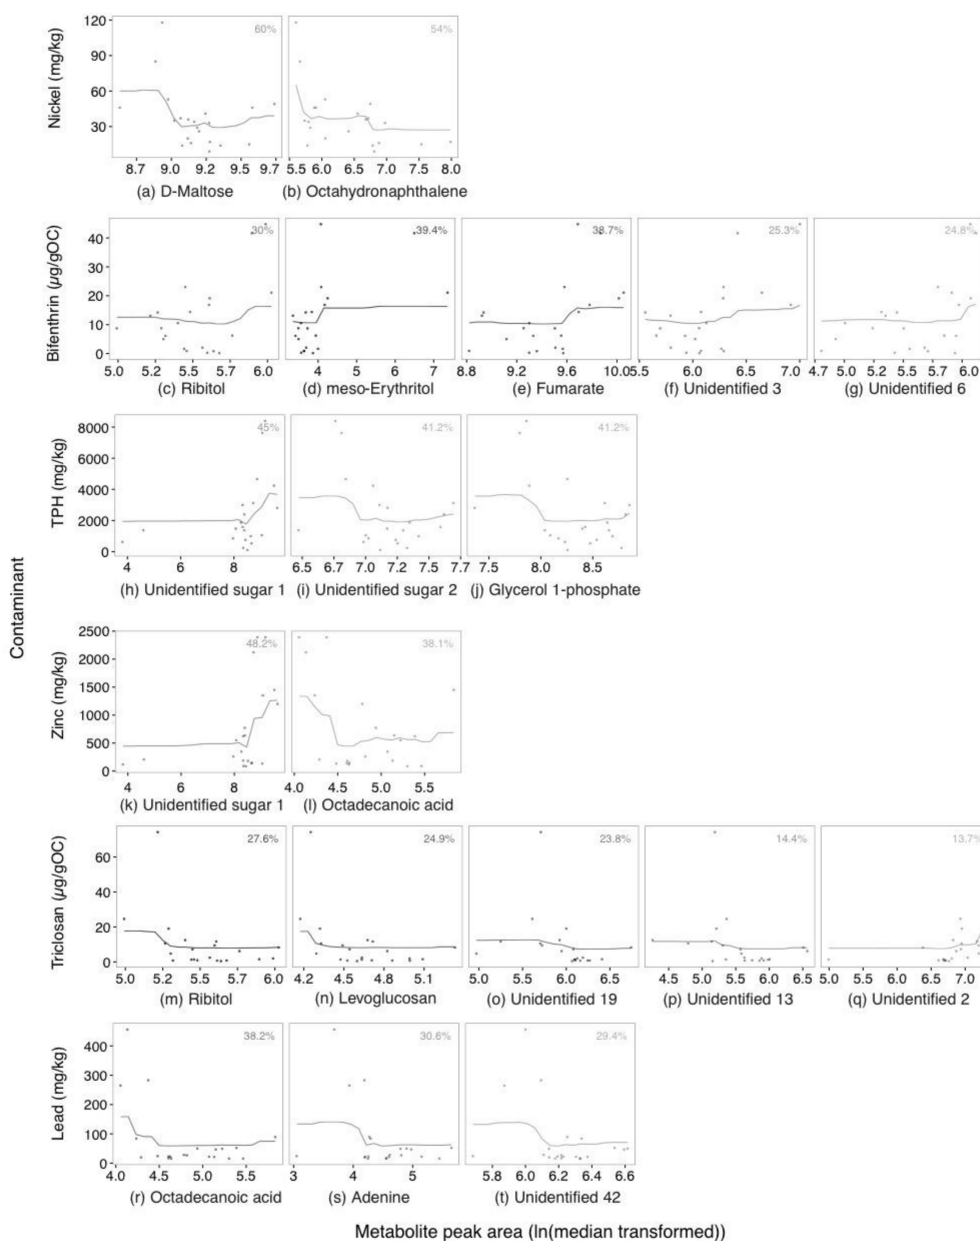 Contaminant
Nickel (mg/kg)
120
90
60
30
60%
54%
8.7 9.0 9.2 9.5 9.7 5.5 6.0 6.7 7.0 7.5 8.0
(a) D-Maltose (b) Octahydronaphthalene
Bifenthrin (µg/gOC)
40
30
20
10
0
30% 39.4% 38.7% 25.3% 24.8%
5.0 5.2 5.5 5.7 6.0 4 5 6 7 8.8 9.2 9.6 10.0 5.5 6.0 6.5 7.0 4.7 5.0 5.2 5.5 5.7 6.0
(c) Ribitol (d) meso-Erythritol (e) Fumarate (f) Unidentified 3 (g) Unidentified 6
TPH (mg/kg)
8000
6000
4000
2000
0
45% 41.2% 41.2%
4 6 8 6.5 6.7 7.0 7.2 7.5 7.7 7.5 8.0 8.5
(h) Unidentified sugar 1 (i) Unidentified sugar 2 (j) Glycerol 1-phosphate
Zinc (mg/kg)
2500
2000
1500
1000
500
0
48.2% 38.1%
4 6 8 4.0 4.5 5.0 5.5
(k) Unidentified sugar 1 (l) Octadecanoic acid
Triclosan (µg/gOC)
60
40
20
0
27.6% 24.9% 23.8% 14.4% 13.7%
5.0 5.2 5.5 5.7 6.0 4.2 4.5 4.8 5.1 5.0 5.5 6.0 6.5 4.5 5.0 5.5 6.0 6.5 5.0 5.5 6.0 6.5 7.0
(m) Ribitol (n) Levoglucosan (o) Unidentified 19 (p) Unidentified 13 (q) Unidentified 2
Lead (mg/kg)
400
300
200
100
0
38.2% 30.6% 29.4%
4.0 4.5 5.0 5.5 3 4 5 5.8 6.0 6.2 6.4 6.6
(r) Octadecanoic acid (s) Adenine (t) Unidentified 42
Metabolite peak area (ln(median transformed))